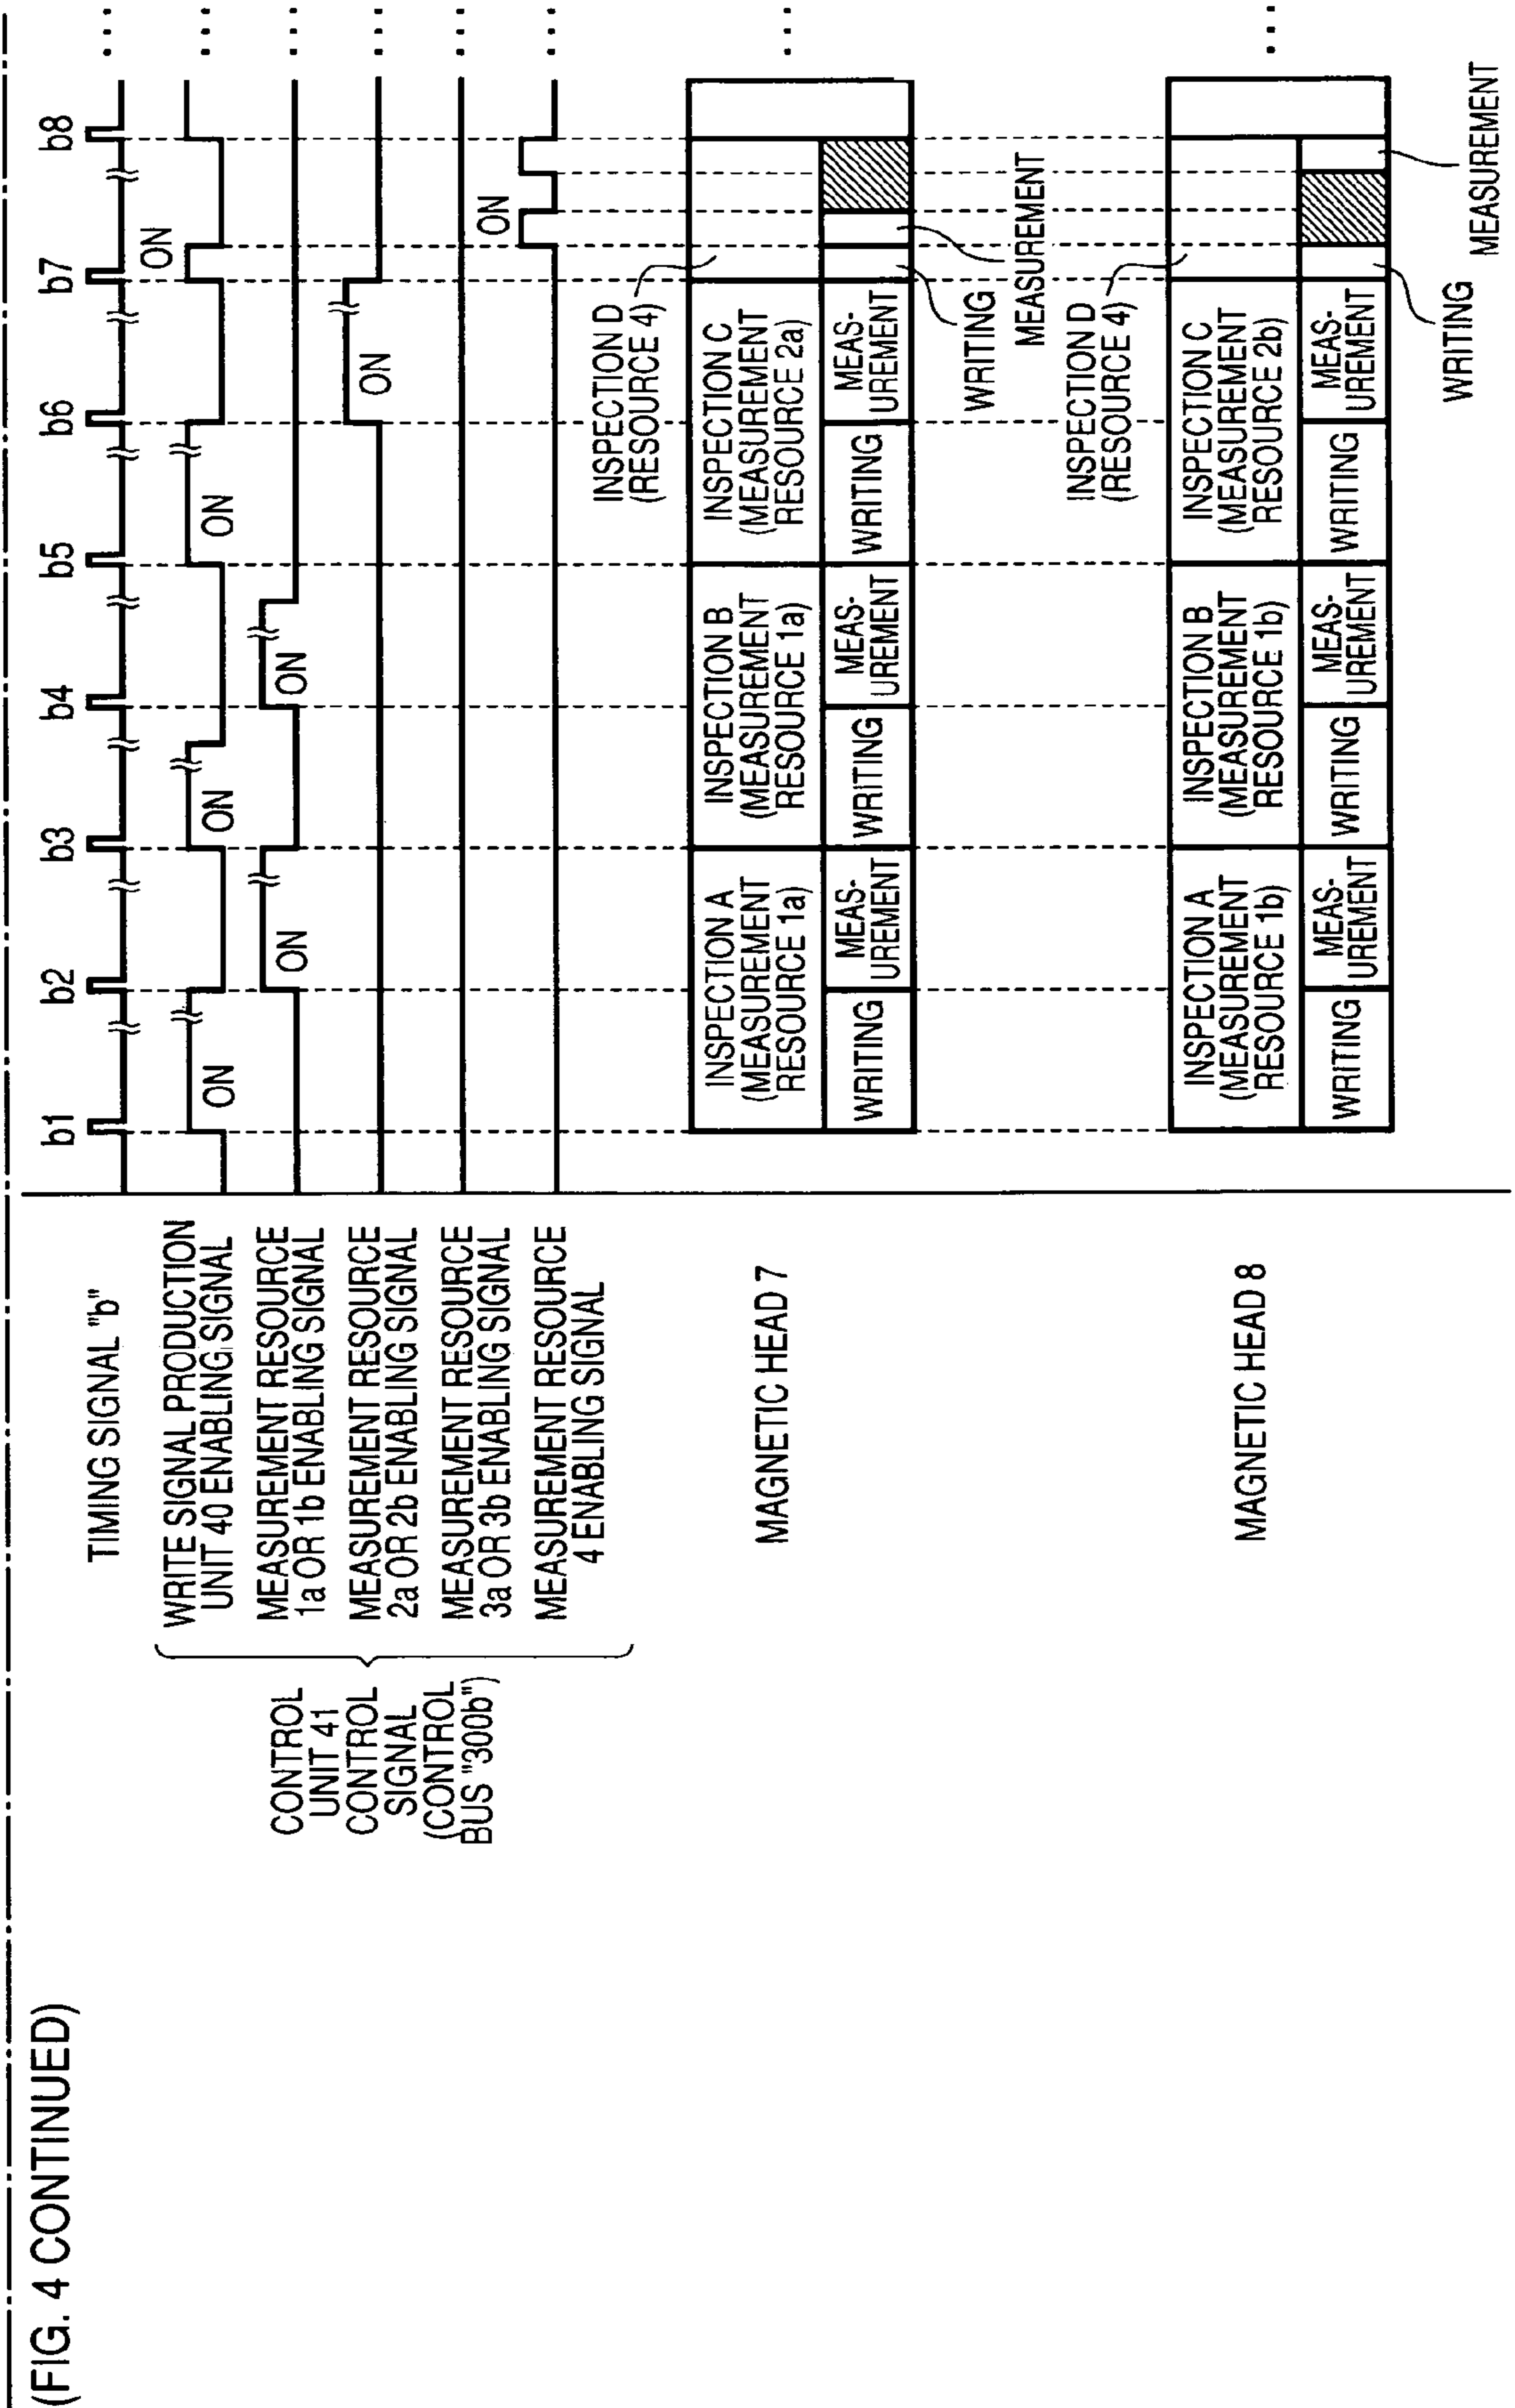 (FIG. 4 CONTINUED)
b1 b2 b3 b4 b5 b6 b7 b8
TIMING SIGNAL "b"
CONTROL
UNIT 41
CONTROL
SIGNAL
(CONTROL
BUS "300b")
WRITE SIGNAL PRODUCTION
UNIT 40 ENABLING SIGNAL
ON ON ON ON
MEASUREMENT RESOURCE
1a OR 1b ENABLING SIGNAL
ON ON
MEASUREMENT RESOURCE
2a OR 2b ENABLING SIGNAL
ON
MEASUREMENT RESOURCE
3a OR 3b ENABLING SIGNAL
MEASUREMENT RESOURCE
4 ENABLING SIGNAL
ON
INSPECTION D
(RESOURCE 4)
MAGNETIC HEAD 7
INSPECTION A
(MEASUREMENT
RESOURCE 1a)
INSPECTION B
(MEASUREMENT
RESOURCE 1a)
INSPECTION C
(MEASUREMENT
RESOURCE 2a)
WRITING
MEAS-
UREMENT
WRITING
MEAS-
UREMENT
WRITING
MEAS-
UREMENT
WRITING
MEASUREMENT
INSPECTION D
(RESOURCE 4)
MAGNETIC HEAD 8
INSPECTION A
(MEASUREMENT
RESOURCE 1b)
INSPECTION B
(MEASUREMENT
RESOURCE 1b)
INSPECTION C
(MEASUREMENT
RESOURCE 2b)
WRITING
MEAS-
UREMENT
WRITING
MEAS-
UREMENT
WRITING
MEAS-
UREMENT
WRITING
MEASUREMENT